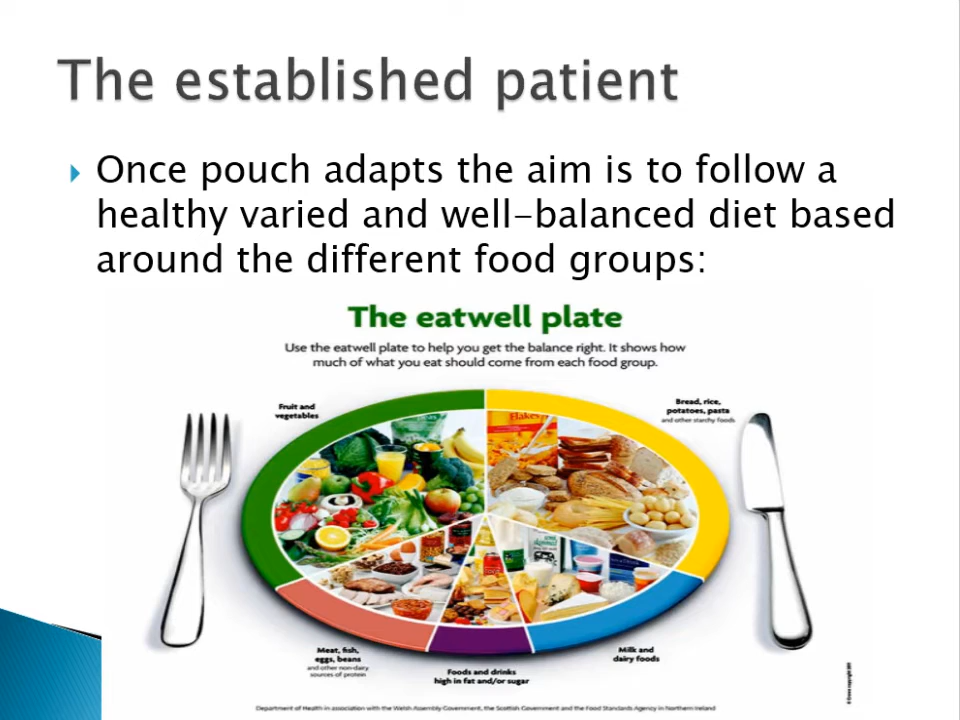 The established patient
Once pouch adapts the aim is to follow a
healthy varied and well-balanced diet based
around the different food groups:
The eatwell plate
Use the eatwell plate to help you get the balance right. It shows how
much of what you eat should come from each food group.
Fruit and
vegetables
Bread, rice,
potatoes, pasta
and other starchy foods
Flakes
Meat, fish,
eggs, beans
and other non-dairy
sources of protein
Foods and drinks
high in fat and/or sugar
Milk and
dairy foods
Department of Health in association with the Welsh Assembly Government, the Scottish Government and the Food Standards Agency in Northern Ireland